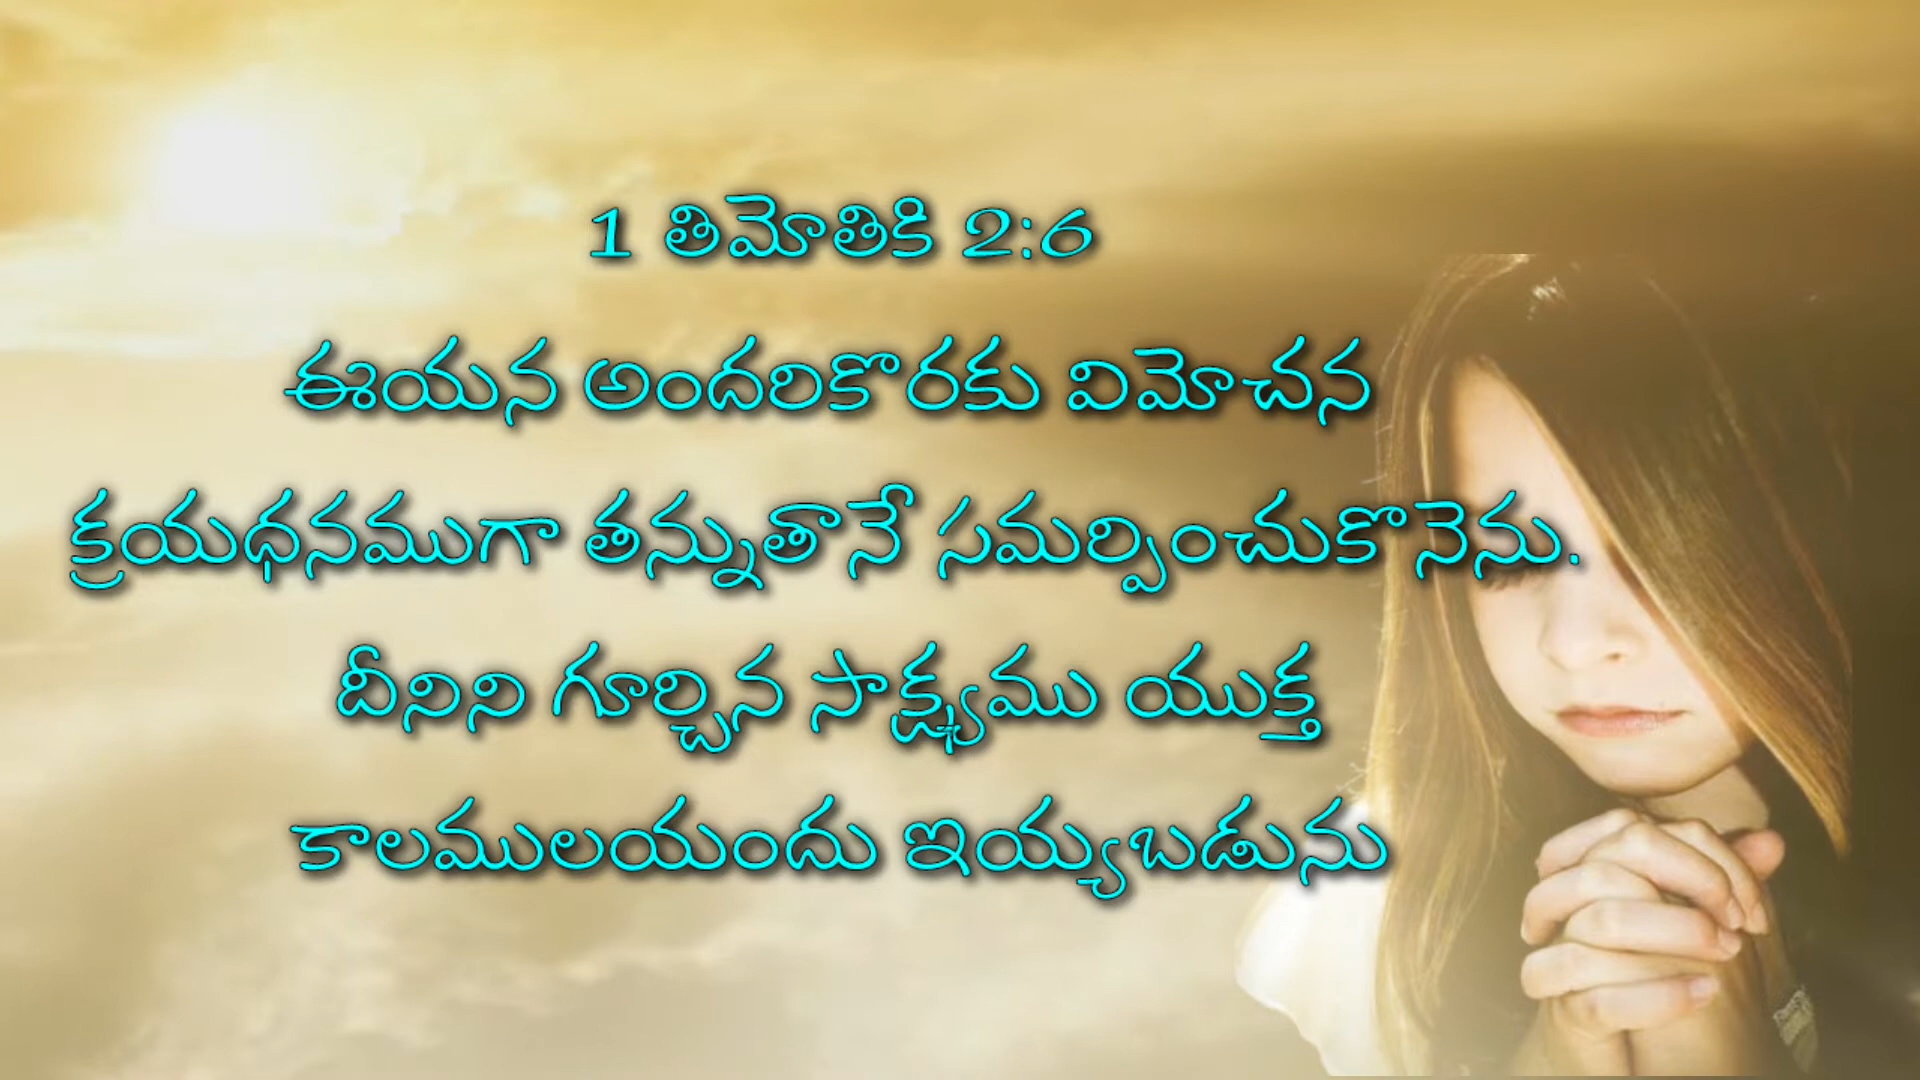 1 తిమోతికి 2:6
ఈయన అందరికొరకు విమోచన
క్రయధనముగా తన్నుతానే సమర్పించుకొనెను.
దీనిని గూర్చిన సాక్ష్యము యుక్త
కాలములయందు ఇయ్యబడును